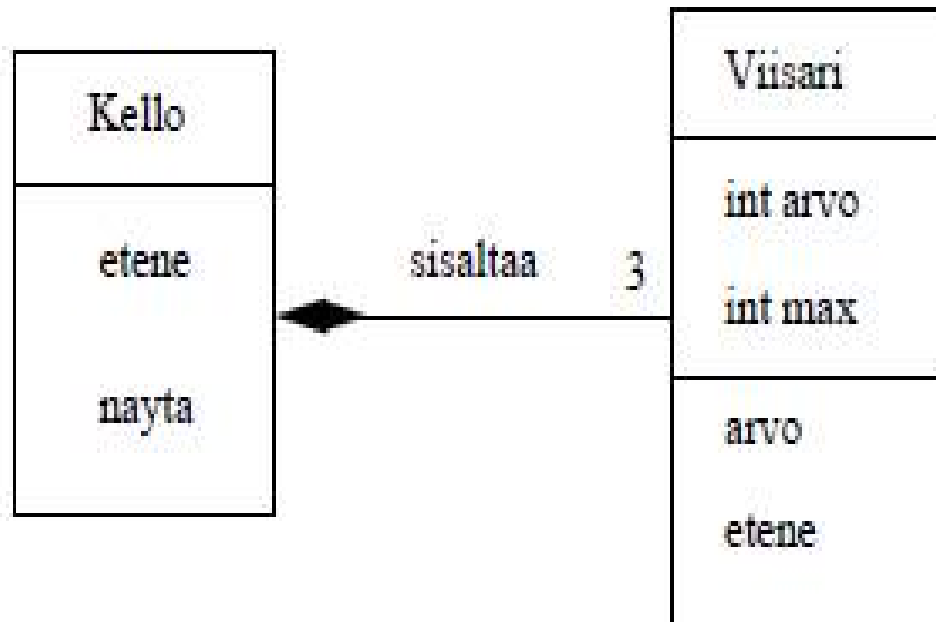 Kello
etene
nayta
sisaltaa
3
Viisari
int arvo
int max
arvo
etene